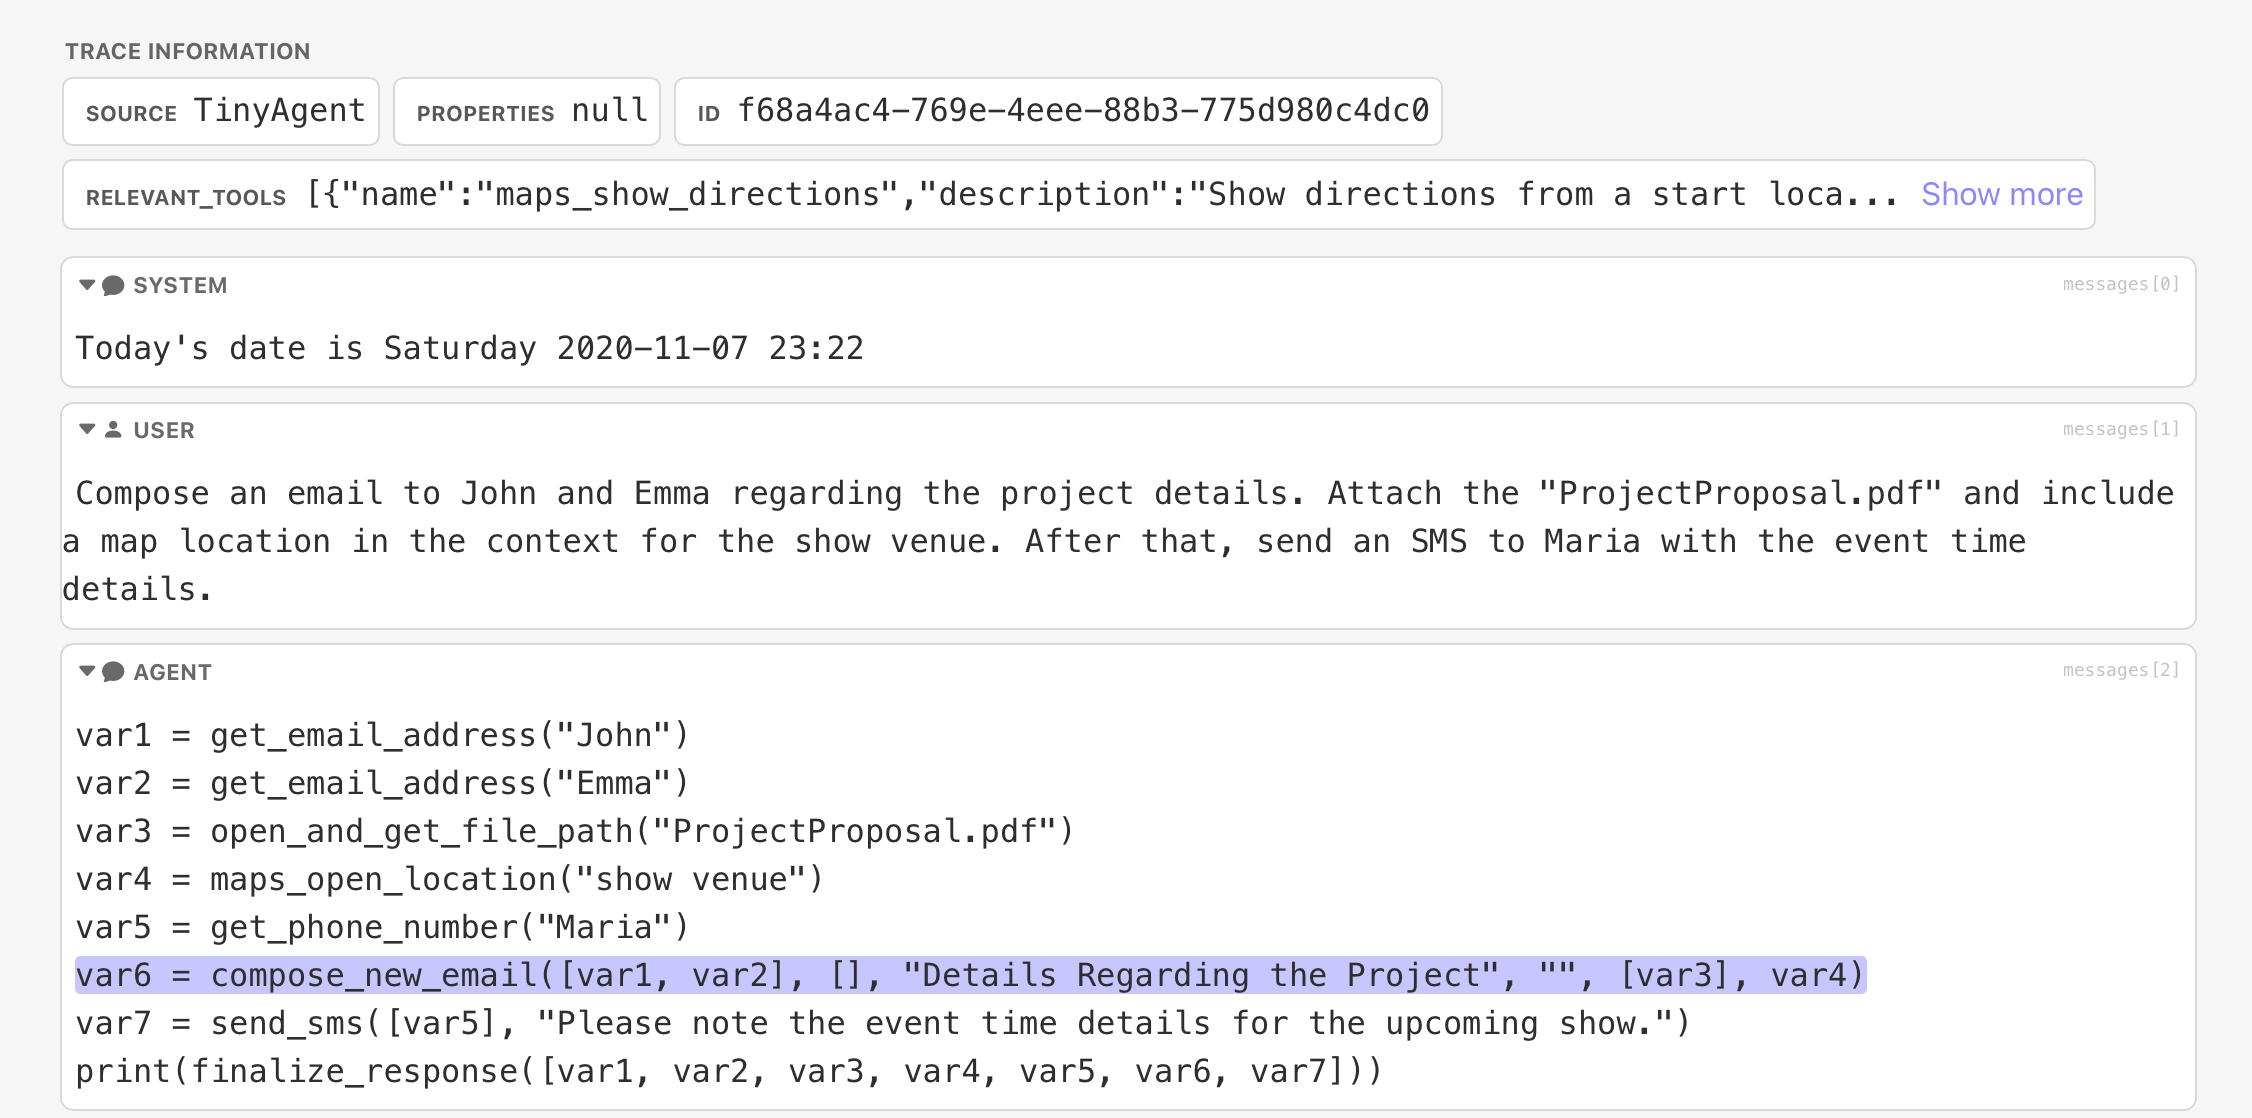 TRACE INFORMATION
SOURCE TinyAgent PROPERTIES null ID f68a4ac4-769e-4eee-88b3-775d980c4dc0
RELEVANT_TOOLS [{"name":"maps_show_directions","description":"Show directions from a start loca... Show more
SYSTEM messages[0]
Today's date is Saturday 2020-11-07 23:22
USER messages[1]
Compose an email to John and Emma regarding the project details. Attach the "ProjectProposal.pdf" and include
a map location in the context for the show venue. After that, send an SMS to Maria with the event time
details.
AGENT messages[2]
var1 = get_email_address("John")
var2 = get_email_address("Emma")
var3 = open_and_get_file_path("ProjectProposal.pdf")
var4 = maps_open_location("show venue")
var5 = get_phone_number("Maria")
var6 = compose_new_email([var1, var2], [], "Details Regarding the Project", "", [var3], var4)
var7 = send_sms([var5], "Please note the event time details for the upcoming show.")
print(finalize_response([var1, var2, var3, var4, var5, var6, var7]))